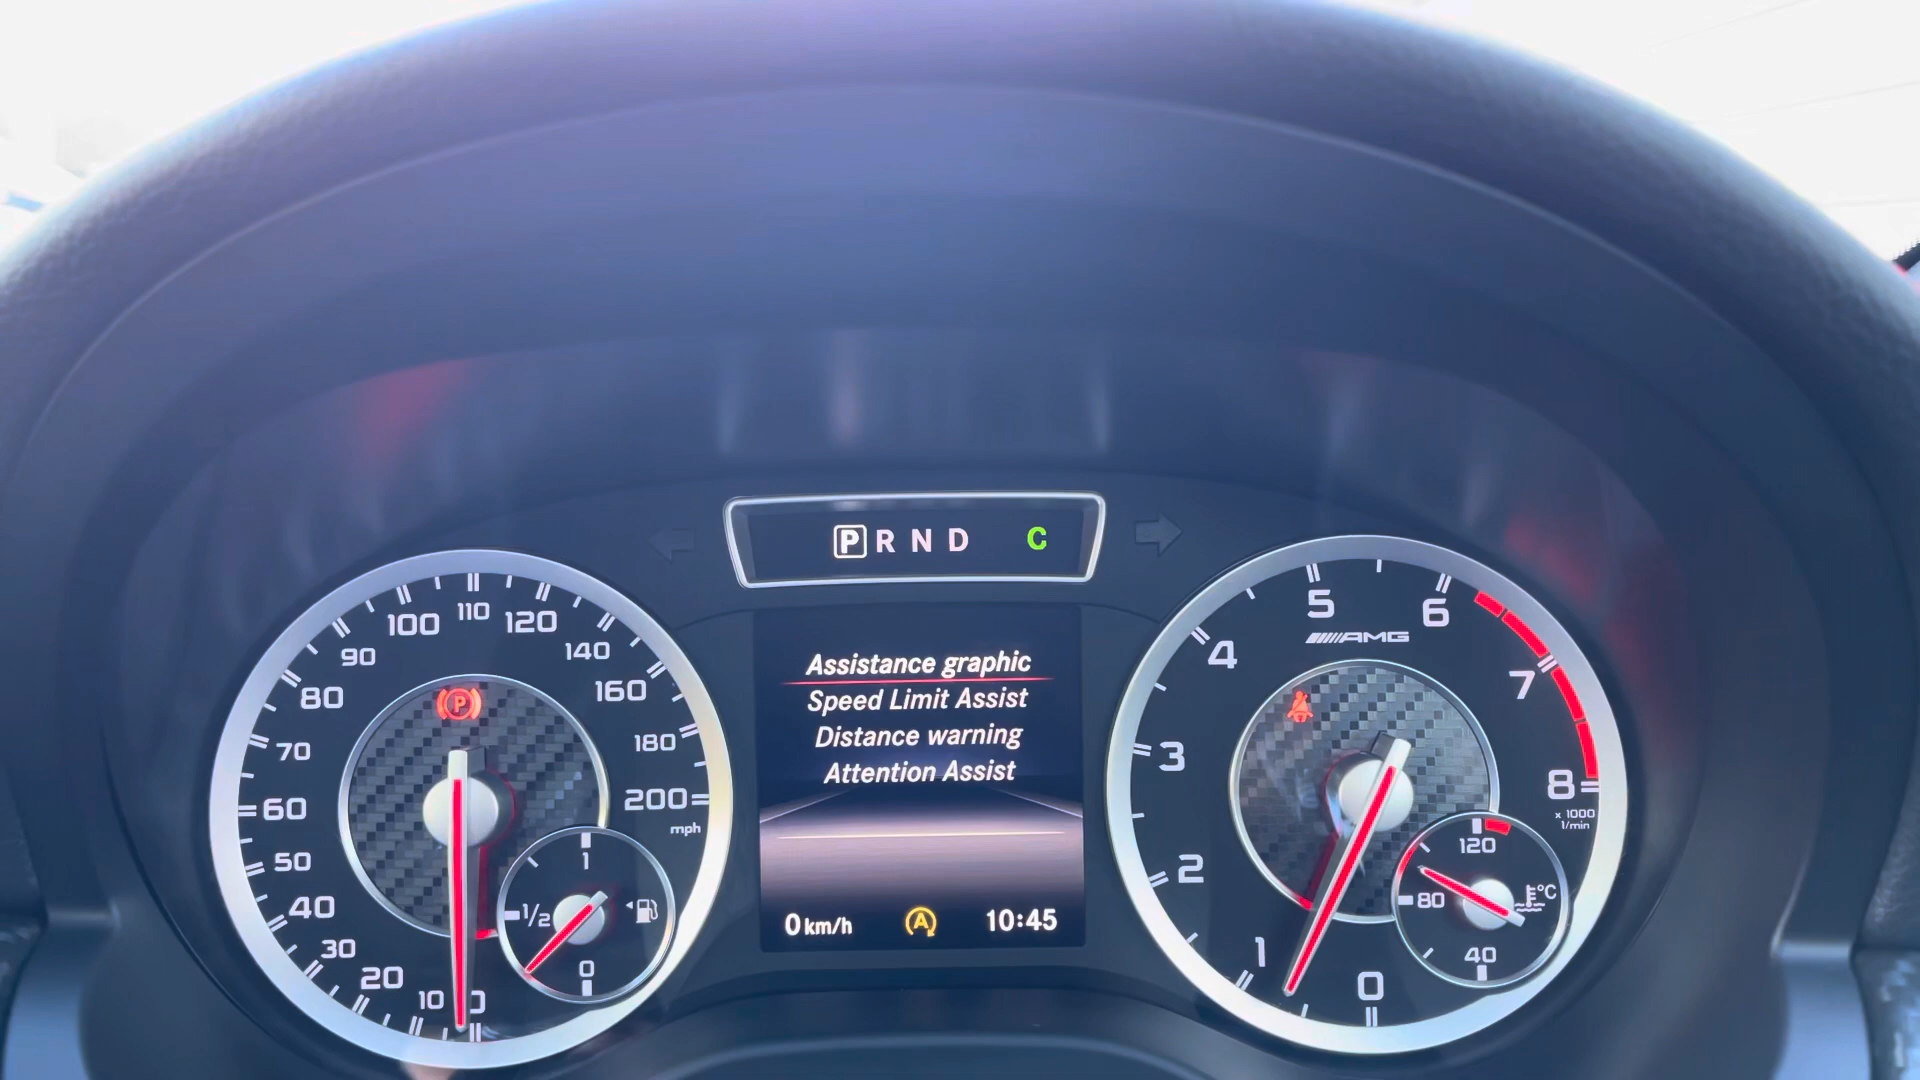 P R N D C
100 110 120
90 140
80 160
70 180
60 200
mph
50
40
30
20
10 0
P
1
1/2
0
Assistance graphic
Speed Limit Assist
Distance warning
Attention Assist
0 km/h A 10:45
5 6
AMG
4 7
3 8
x 1000
1/min
2
1 0
120
80 °C
40